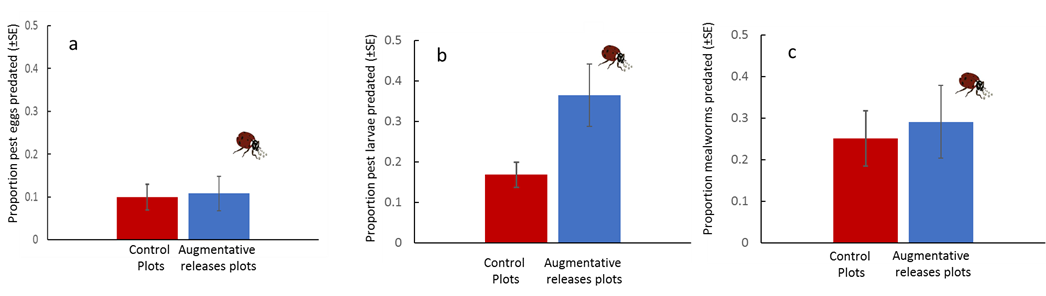 a
Proportion pest eggs predated (±SE)
0.5
0.4
0.3
0.2
0.1
0
Control
Plots
Augmentative
releases plots
b
Proportion pest larvae predated (±SE)
0.5
0.4
0.3
0.2
0.1
0
Control
Plots
Augmentative
releases plots
c
Proportion mealworms predated (±SE)
0.5
0.4
0.3
0.2
0.1
0
Control
Plots
Augmentative
releases plots